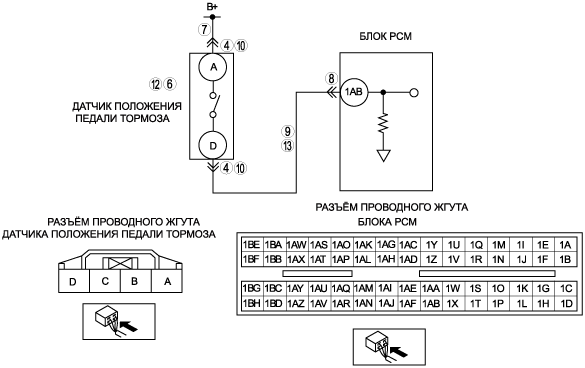 B+
⑦
④ ⑩
БЛОК PCM
A
⑫ ⑥
⑧
1AB
ДАТЧИК ПОЛОЖЕНИЯ
ПЕДАЛИ ТОРМОЗА
⑨
⑬
D
④ ⑩
РАЗЪЁМ ПРОВОДНОГО ЖГУТА
ДАТЧИКА ПОЛОЖЕНИЯ ПЕДАЛИ ТОРМОЗА
D C B A
РАЗЪЁМ ПРОВОДНОГО ЖГУТА
БЛОКА PCM
1BE 1BA 1AW 1AS 1AO 1AK 1AG 1AC 1Y 1U 1Q 1M 1I 1E 1A
1BF 1BB 1AX 1AT 1AP 1AL 1AH 1AD 1Z 1V 1R 1N 1J 1F 1B
1BG 1BC 1AY 1AU 1AQ 1AM 1AI 1AE 1AA 1W 1S 1O 1K 1G 1C
1BH 1BD 1AZ 1AV 1AR 1AN 1AJ 1AF 1AB 1X 1T 1P 1L 1H 1D